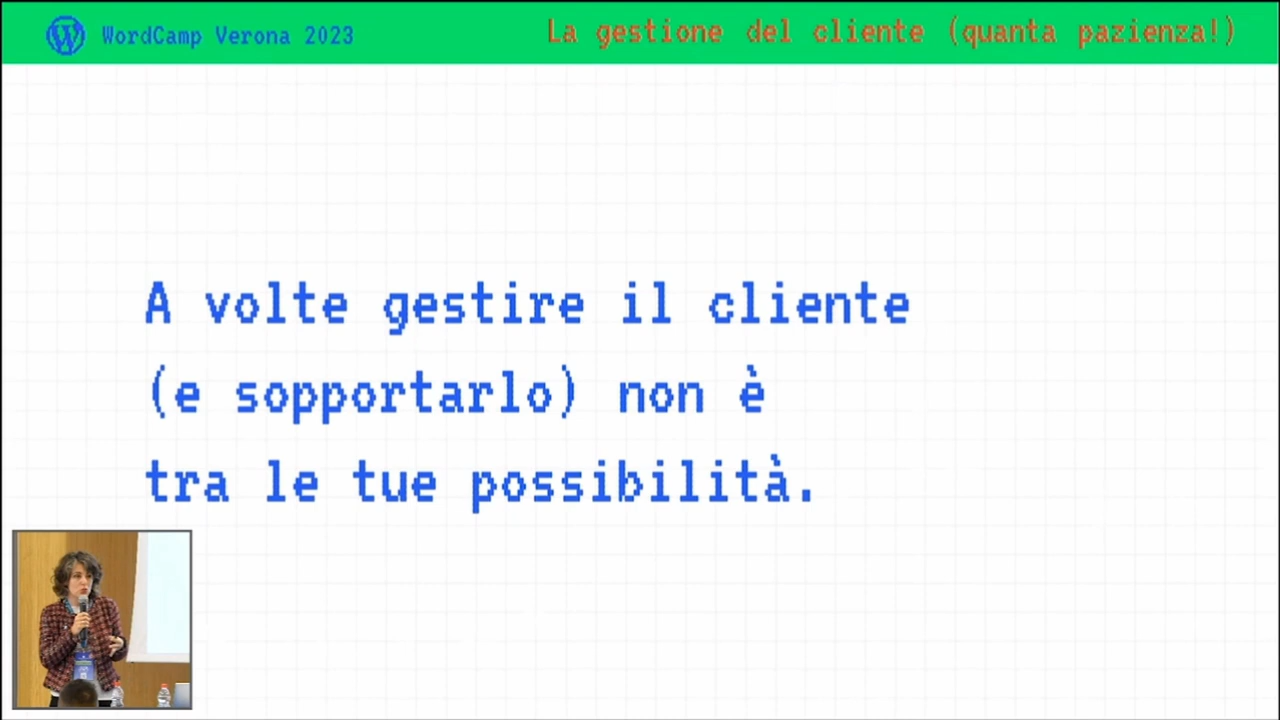 WordCamp Verona 2023
La gestione del cliente (quanta pazienza!)
A volte gestire il cliente
(e sopportarlo) non è
tra le tue possibilità.